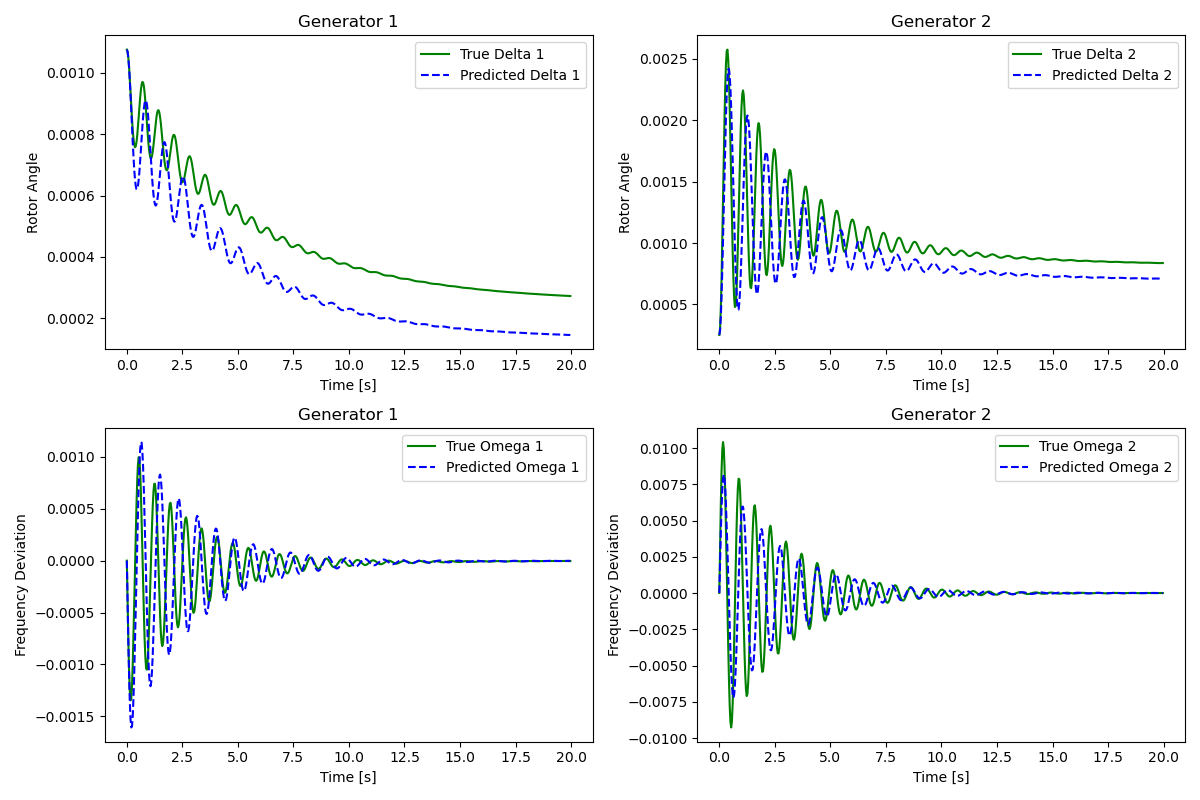 Generator 1
True Delta 1
Predicted Delta 1
0.0010
0.0008
0.0006
0.0004
0.0002
Rotor Angle
0.0 2.5 5.0 7.5 10.0 12.5 15.0 17.5 20.0
Time [s]
Generator 2
True Delta 2
Predicted Delta 2
0.0025
0.0020
0.0015
0.0010
0.0005
Rotor Angle
0.0 2.5 5.0 7.5 10.0 12.5 15.0 17.5 20.0
Time [s]
Generator 1
True Omega 1
Predicted Omega 1
0.0010
0.0005
0.0000
−0.0005
−0.0010
−0.0015
Frequency Deviation
0.0 2.5 5.0 7.5 10.0 12.5 15.0 17.5 20.0
Time [s]
Generator 2
True Omega 2
Predicted Omega 2
0.0100
0.0075
0.0050
0.0025
0.0000
−0.0025
−0.0050
−0.0075
−0.0100
Frequency Deviation
0.0 2.5 5.0 7.5 10.0 12.5 15.0 17.5 20.0
Time [s]